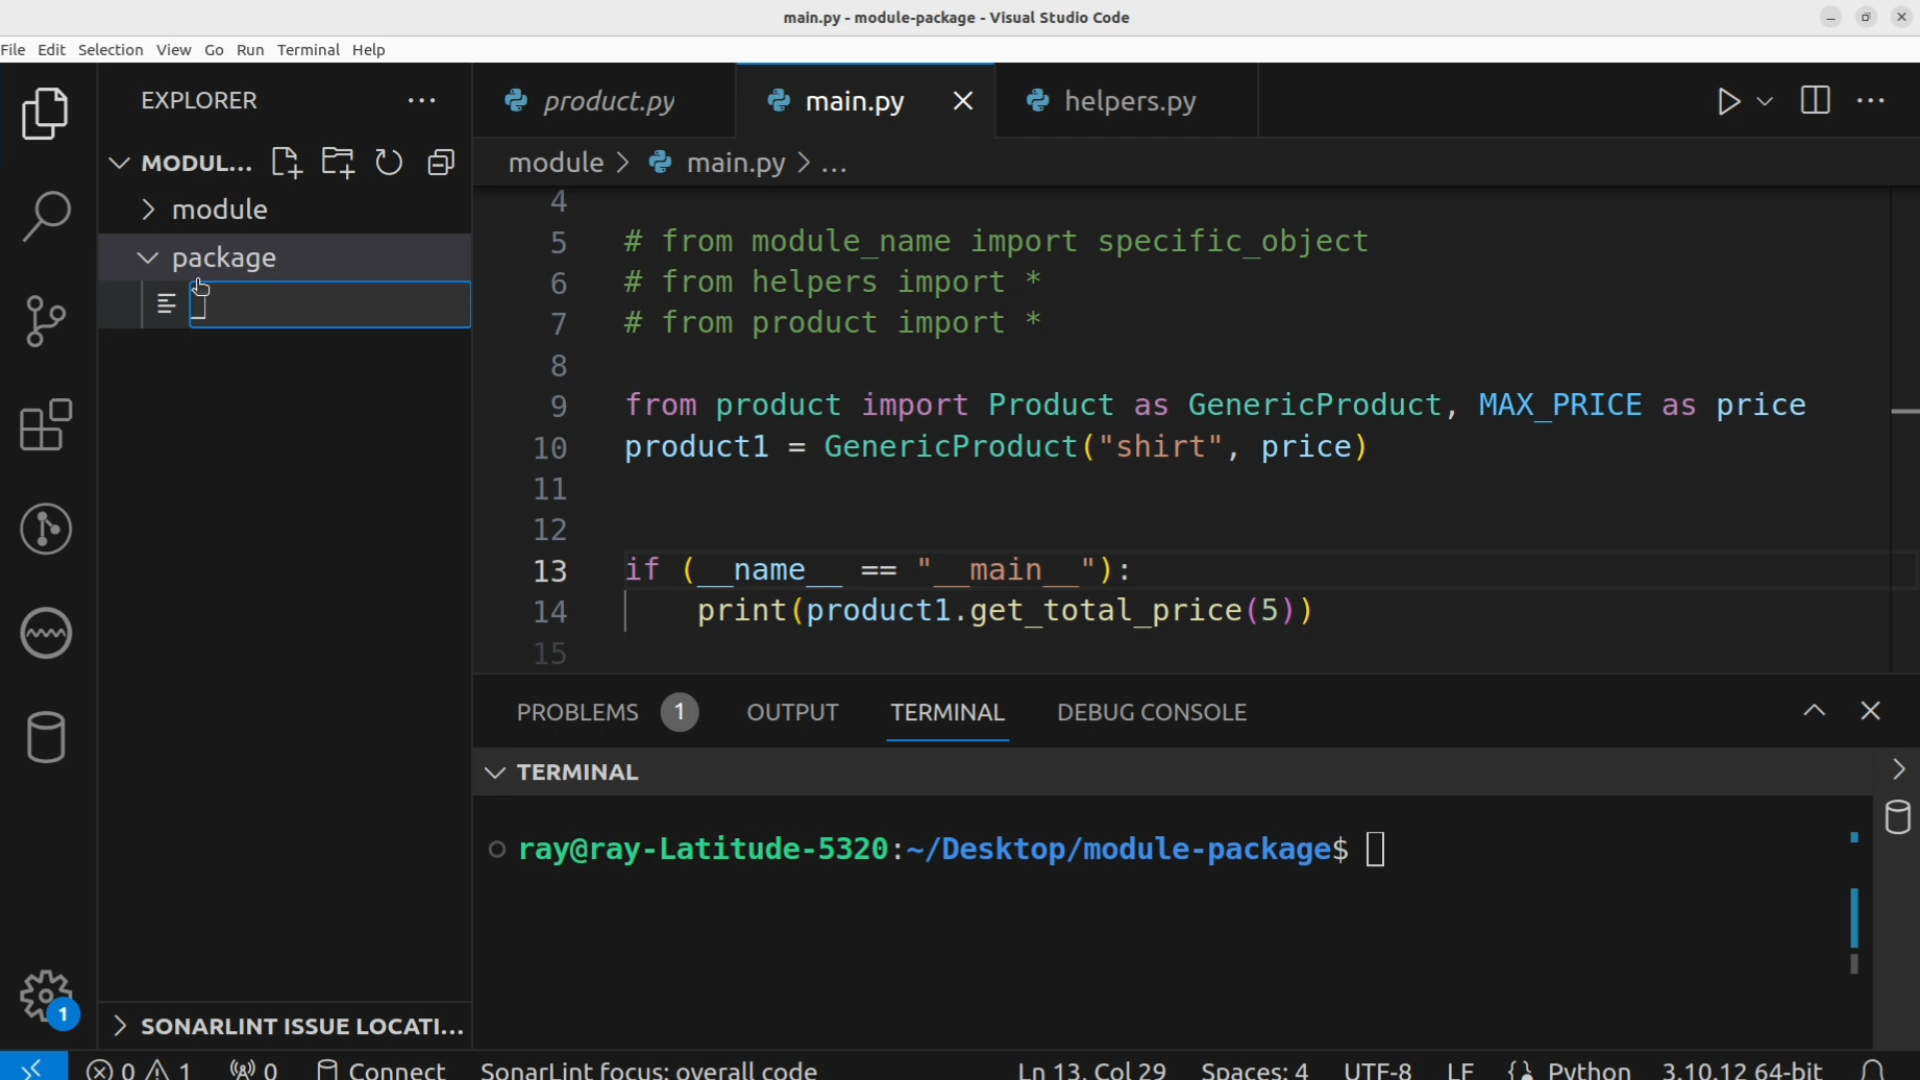 main.py - module-package - Visual Studio Code
File Edit Selection View Go Run Terminal Help
EXPLORER
MODUL...
module
package
product.py
main.py
helpers.py
module > main.py > ...
4
5 # from module_name import specific_object
6 # from helpers import *
7 # from product import *
8
9 from product import Product as GenericProduct, MAX_PRICE as price
10 product1 = GenericProduct("shirt", price)
11
12
13 if (__name__ == "__main__"):
14 print(product1.get_total_price(5))
15
PROBLEMS 1 OUTPUT TERMINAL DEBUG CONSOLE
TERMINAL
ray@ray-Latitude-5320:~/Desktop/module-package$
1
SONARLINT ISSUE LOCATI...
0 1 0 Connect SonarLint focus: overall code Ln 13, Col 29 Spaces: 4 UTF-8 LF Python 3.10.12 64-bit